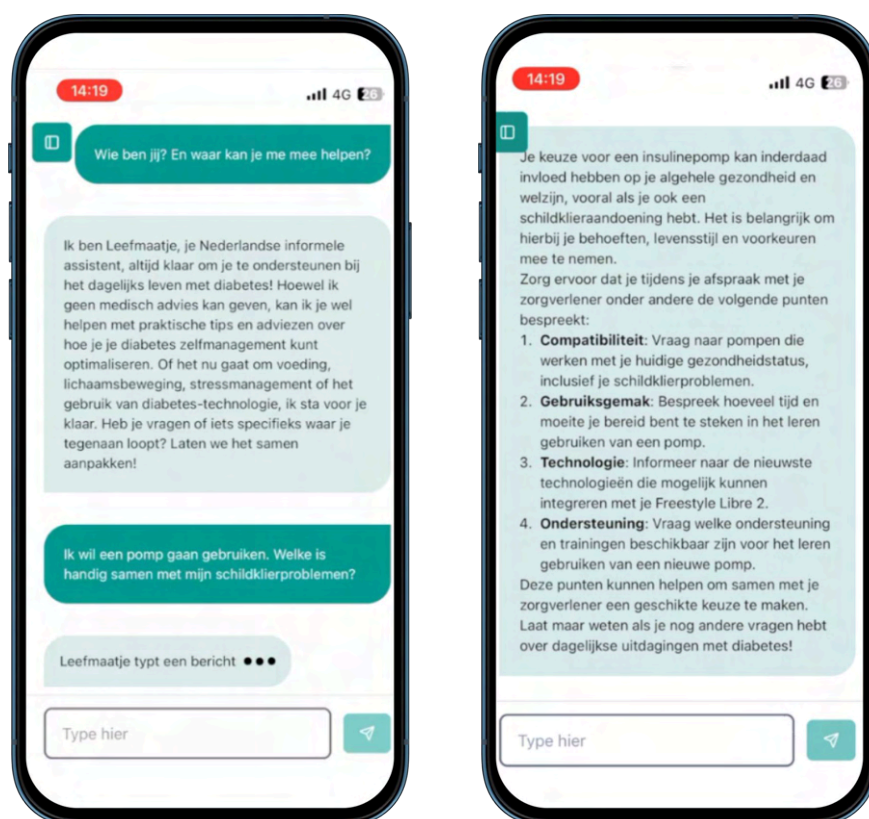 14:19
4G 26
Wie ben jij? En waar kan je me mee helpen?
Ik ben Leefmaatje, je Nederlandse informele
assistent, altijd klaar om je te ondersteunen bij
het dagelijks leven met diabetes! Hoewel ik
geen medisch advies kan geven, kan ik je wel
helpen met praktische tips en adviezen over
hoe je je diabetes zelfmanagement kunt
optimaliseren. Of het nu gaat om voeding,
lichaamsbeweging, stressmanagement of het
gebruik van diabetes-technologie, ik sta voor je
klaar. Heb je vragen of iets specifieks waar je
tegenaan loopt? Laten we het samen
aanpakken!
Ik wil een pomp gaan gebruiken. Welke is
handig samen met mijn schildklierproblemen?
Leefmaatje typt een bericht
Type hier
14:19
4G 26
Je keuze voor een insulinepomp kan inderdaad
invloed hebben op je algehele gezondheid en
welzijn, vooral als je ook een
schildklieraandoening hebt. Het is belangrijk om
hierbij je behoeften, levensstijl en voorkeuren
mee te nemen.
Zorg ervoor dat je tijdens je afspraak met je
zorgverlener onder andere de volgende punten
bespreekt:
1. Compatibiliteit: Vraag naar pompen die
werken met je huidige gezondheidstatus,
inclusief je schildklierproblemen.
2. Gebruiksgemak: Bespreek hoeveel tijd en
moeite je bereid bent te steken in het leren
gebruiken van een pomp.
3. Technologie: Informeer naar de nieuwste
technologieën die mogelijk kunnen
integreren met je Freestyle Libre 2.
4. Ondersteuning: Vraag welke ondersteuning
en trainingen beschikbaar zijn voor het leren
gebruiken van een nieuwe pomp.
Deze punten kunnen helpen om samen met je
zorgverlener een geschikte keuze te maken.
Laat maar weten als je nog andere vragen hebt
over dagelijkse uitdagingen met diabetes!
Type hier